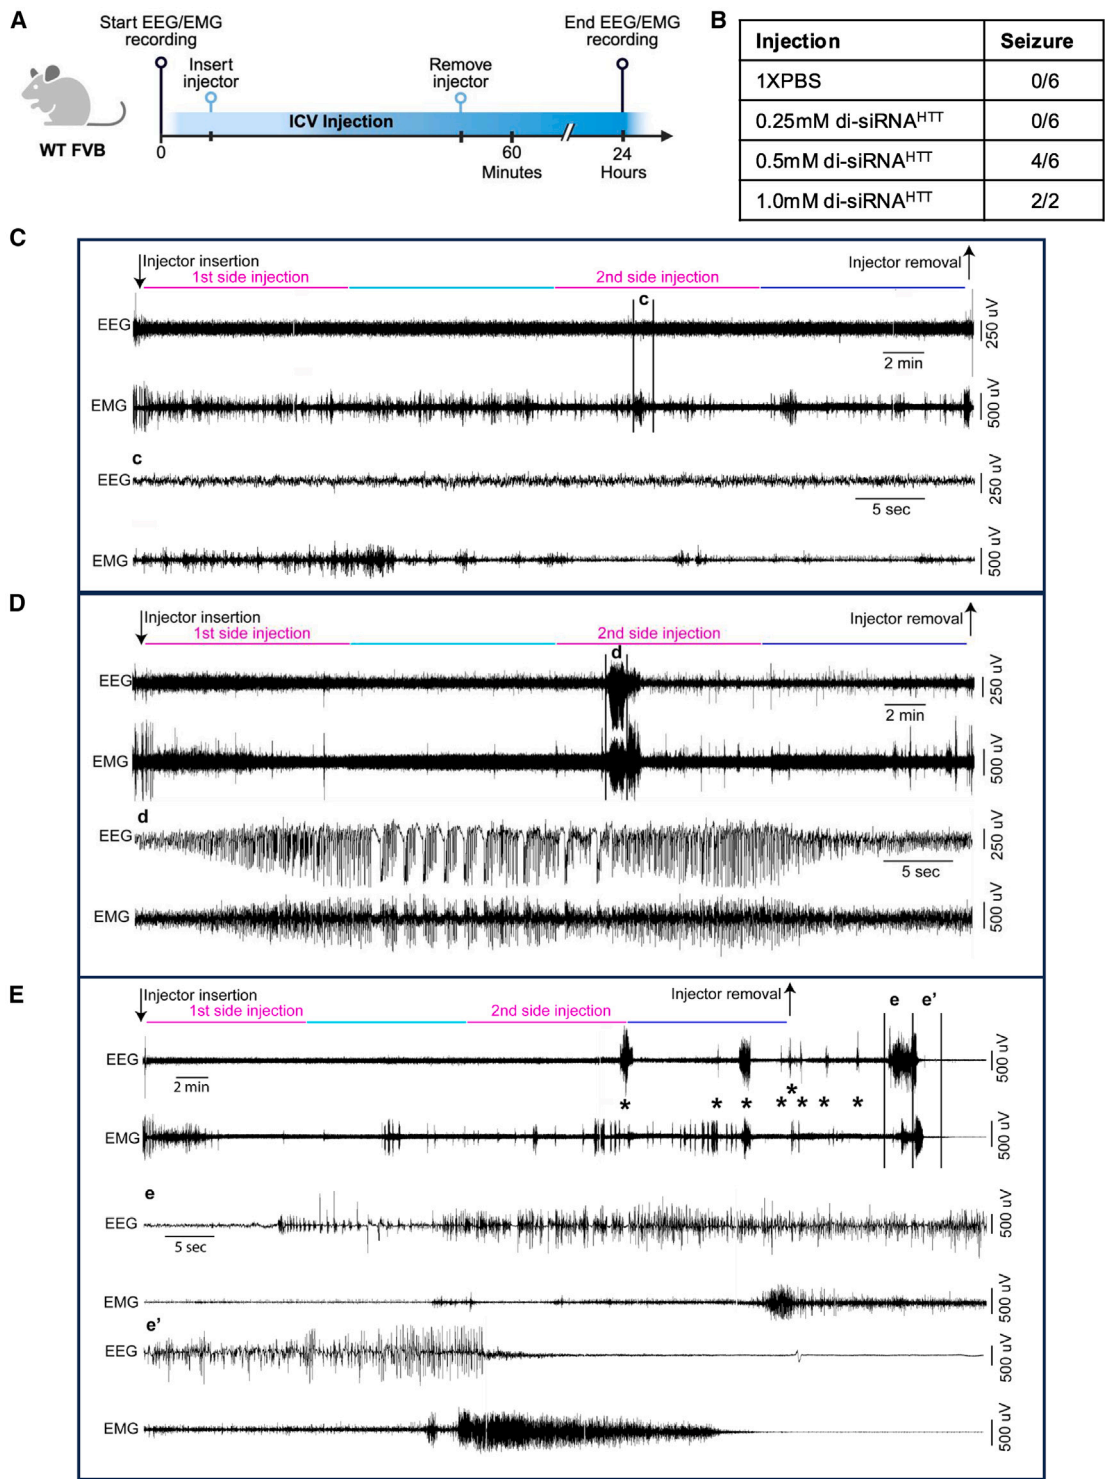 A
Start EEG/EMG
recording
End EEG/EMG
recording
Insert
injector
Remove
injector
ICV Injection
WT FVB
0
60
24
Minutes
Hours
B
Injection Seizure
1XPBS 0/6
0.25mM di-siRNAᴴᵀᵀ 0/6
0.5mM di-siRNAᴴᵀᵀ 4/6
1.0mM di-siRNAᴴᵀᵀ 2/2
C
Injector insertion
Injector removal
1st side injection
2nd side injection
c
EEG
250 uV
2 min
EMG
500 uV
c
EEG
250 uV
5 sec
EMG
500 uV
D
Injector insertion
Injector removal
1st side injection
2nd side injection
d
EEG
250 uV
2 min
EMG
500 uV
d
EEG
250 uV
5 sec
EMG
500 uV
E
Injector insertion
Injector removal
1st side injection
2nd side injection
e e'
EEG
500 uV
2 min
* * * * * * * *
EMG
500 uV
e
EEG
500 uV
5 sec
EMG
500 uV
e'
EEG
500 uV
EMG
500 uV